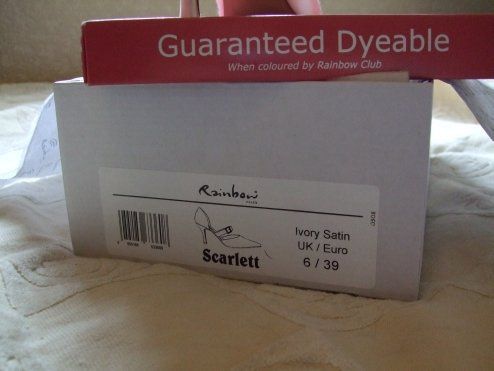 Guaranteed Dyeable
When coloured by Rainbow Club
Rainbow
Ivory Satin
UK / Euro
6 / 39
Scarlett